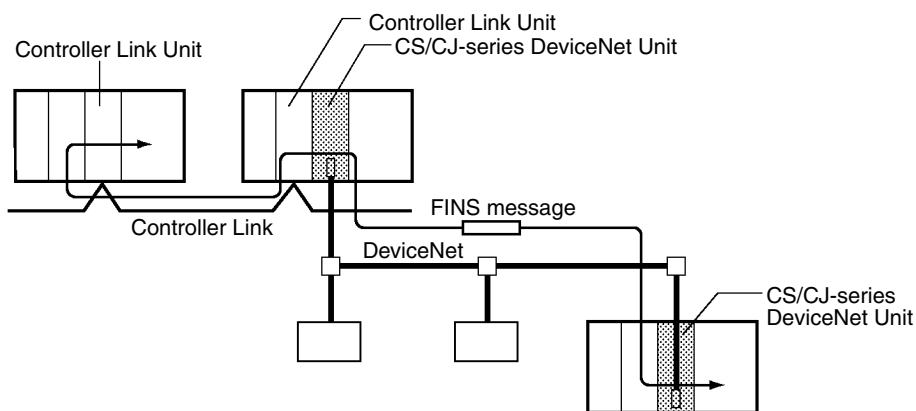 Controller Link Unit
Controller Link Unit
CS/CJ-series DeviceNet Unit
Controller Link
FINS message
DeviceNet
CS/CJ-series
DeviceNet Unit